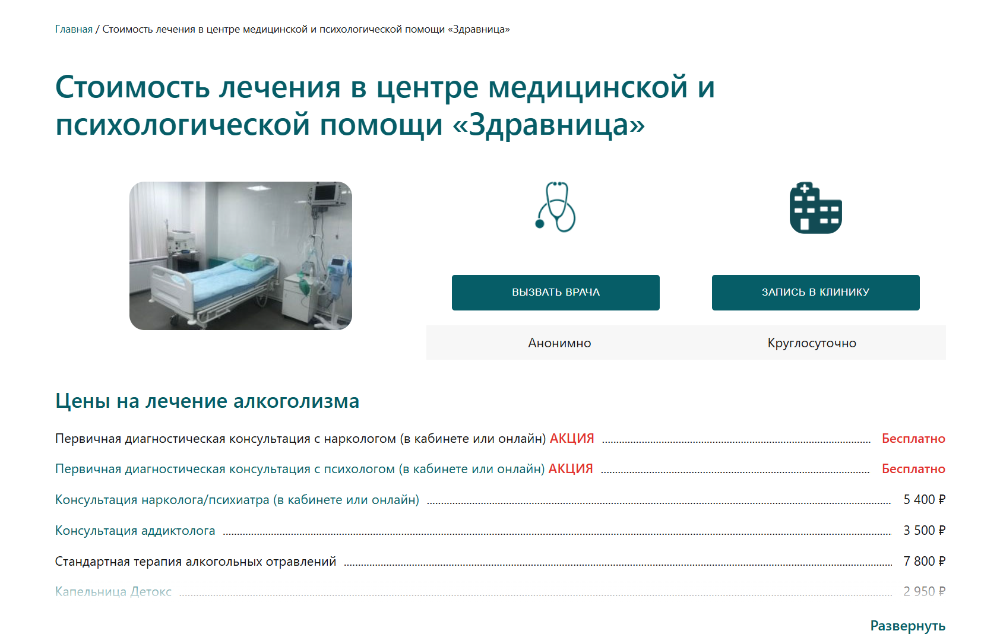 Главная / Стоимость лечения в центре медицинской и психологической помощи «Здравница»
Стоимость лечения в центре медицинской и
психологической помощи «Здравница»
ВЫЗВАТЬ ВРАЧА
ЗАПИСЬ В КЛИНИКУ
Анонимно
Круглосуточно
Цены на лечение алкоголизма
Первичная диагностическая консультация с наркологом (в кабинете или онлайн) АКЦИЯ Бесплатно
Первичная диагностическая консультация с психологом (в кабинете или онлайн) АКЦИЯ Бесплатно
Консультация нарколога/психиатра (в кабинете или онлайн) 5 400 ₽
Консультация аддиктолога 3 500 ₽
Стандартная терапия алкогольных отравлений 7 800 ₽
Капельница Детокс 2 950 ₽
Развернуть